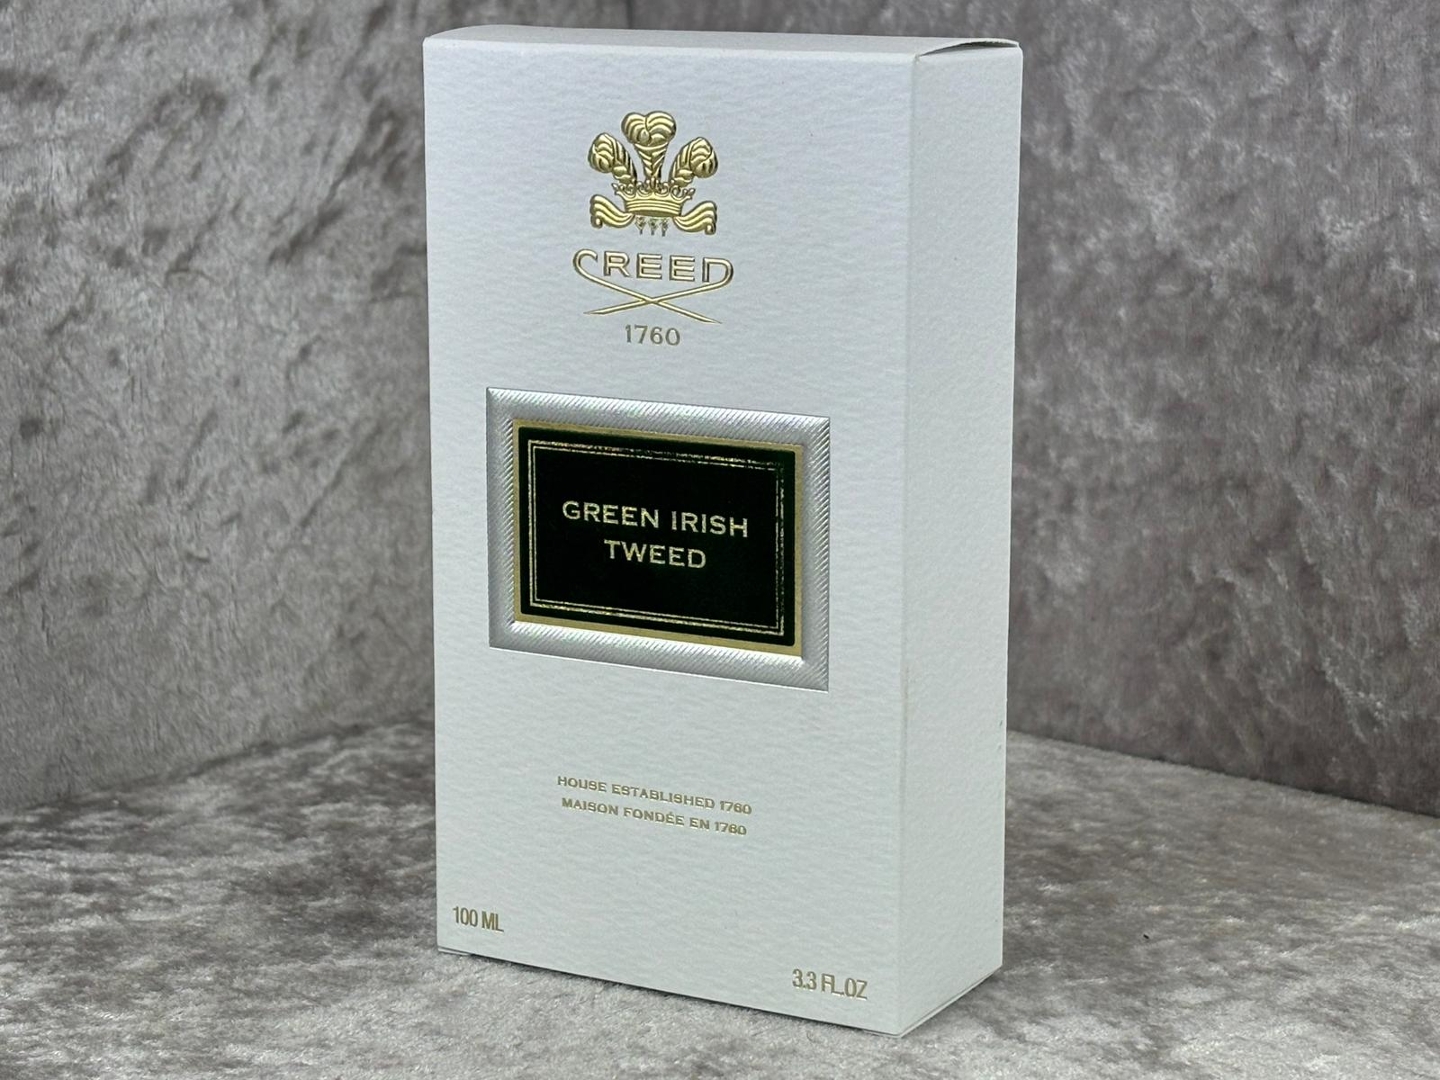 CREED
1760
GREEN IRISH
TWEED
HOUSE ESTABLISHED 1760
MAISON FONDÉE EN 1760
100 ML
3.3 FL.OZ